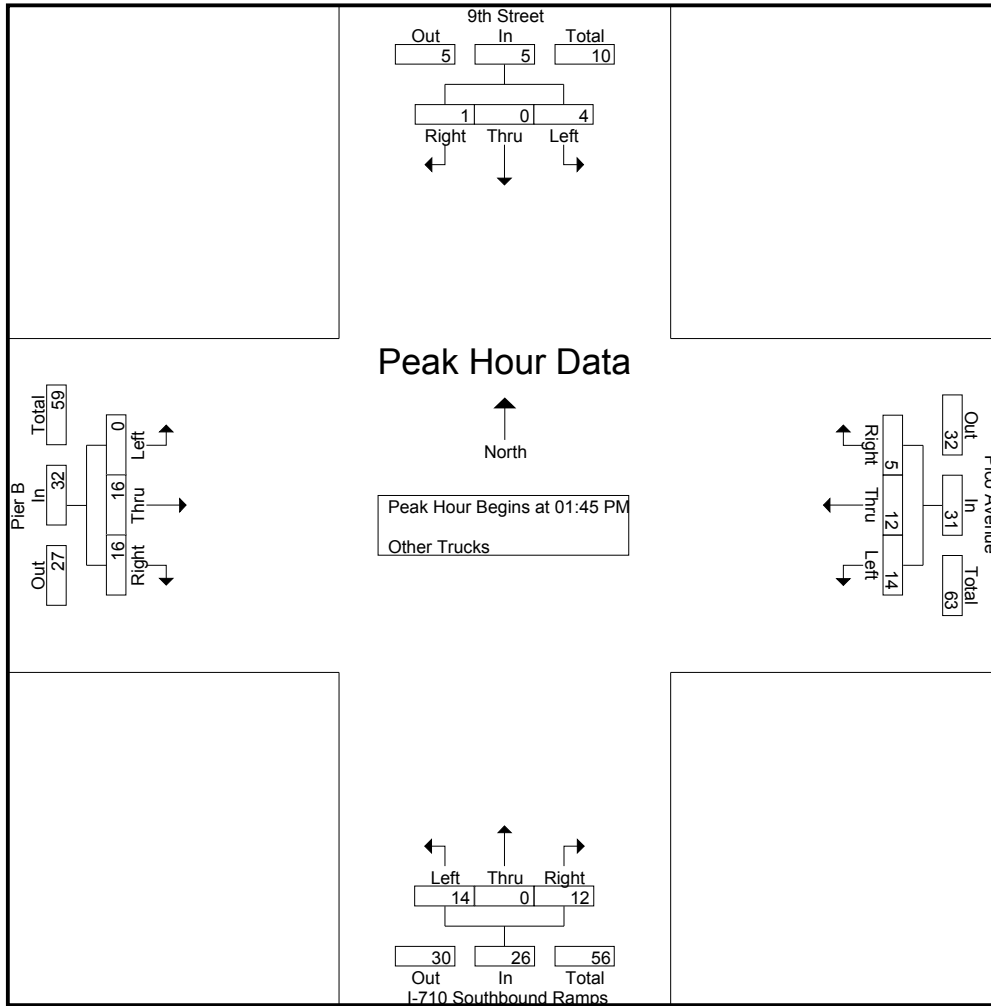 9th Street
Out In Total
5 5 10
1 0 4
Right Thru Left
Peak Hour Data
North
Peak Hour Begins at 01:45 PM
Other Trucks
Pier B
Out In Total
27 32 59
16 16 0
Right Thru Left
Avenue
Out In Total
32 31 63
5 12 14
Right Thru Left
Left Thru Right
14 0 12
30 26 56
Out In Total
I-710 Southbound Ramps